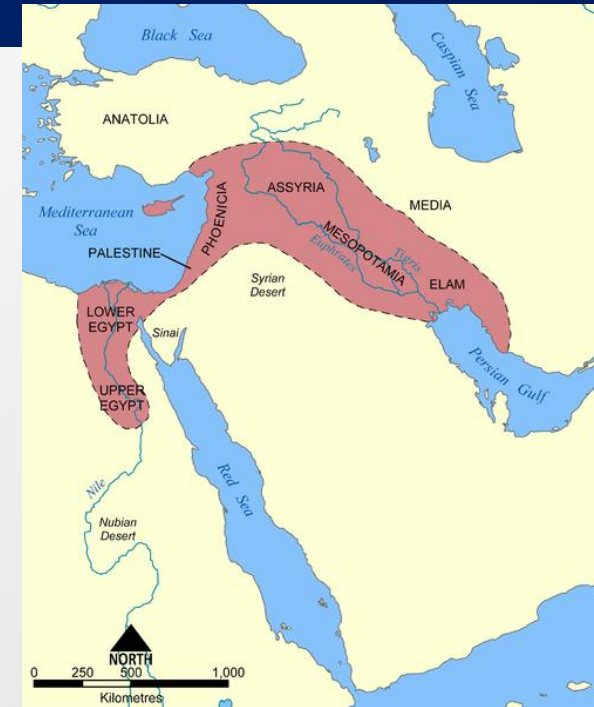 Black Sea
Caspian
Sea
ANATOLIA
ASSYRIA
MEDIA
Mediterranean
Sea
PHOENICIA
MESOPOTAMIA
Tigris
Euphrates
PALESTINE
Syrian
Desert
ELAM
LOWER
EGYPT
Sinai
Persian Gulf
UPPER
EGYPT
Nile
Red Sea
Nubian
Desert
NORTH
0 250 500 1,000
Kilometres